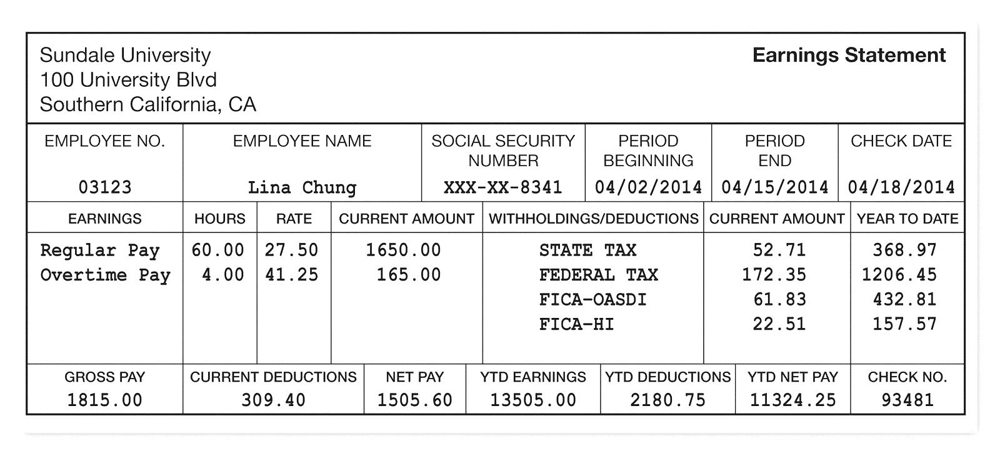 Sundale University
Earnings Statement
100 University Blvd
Southern California, CA
EMPLOYEE NO. EMPLOYEE NAME SOCIAL SECURITY NUMBER PERIOD BEGINNING PERIOD END CHECK DATE
03123 Lina Chung XXX-XX-8341 04/02/2014 04/15/2014 04/18/2014
EARNINGS HOURS RATE CURRENT AMOUNT WITHHOLDINGS/DEDUCTIONS CURRENT AMOUNT YEAR TO DATE
Regular Pay 60.00 27.50 1650.00 STATE TAX 52.71 368.97
Overtime Pay 4.00 41.25 165.00 FEDERAL TAX 172.35 1206.45
FICA-OASDI 61.83 432.81
FICA-HI 22.51 157.57
GROSS PAY CURRENT DEDUCTIONS NET PAY YTD EARNINGS YTD DEDUCTIONS YTD NET PAY CHECK NO.
1815.00 309.40 1505.60 13505.00 2180.75 11324.25 93481